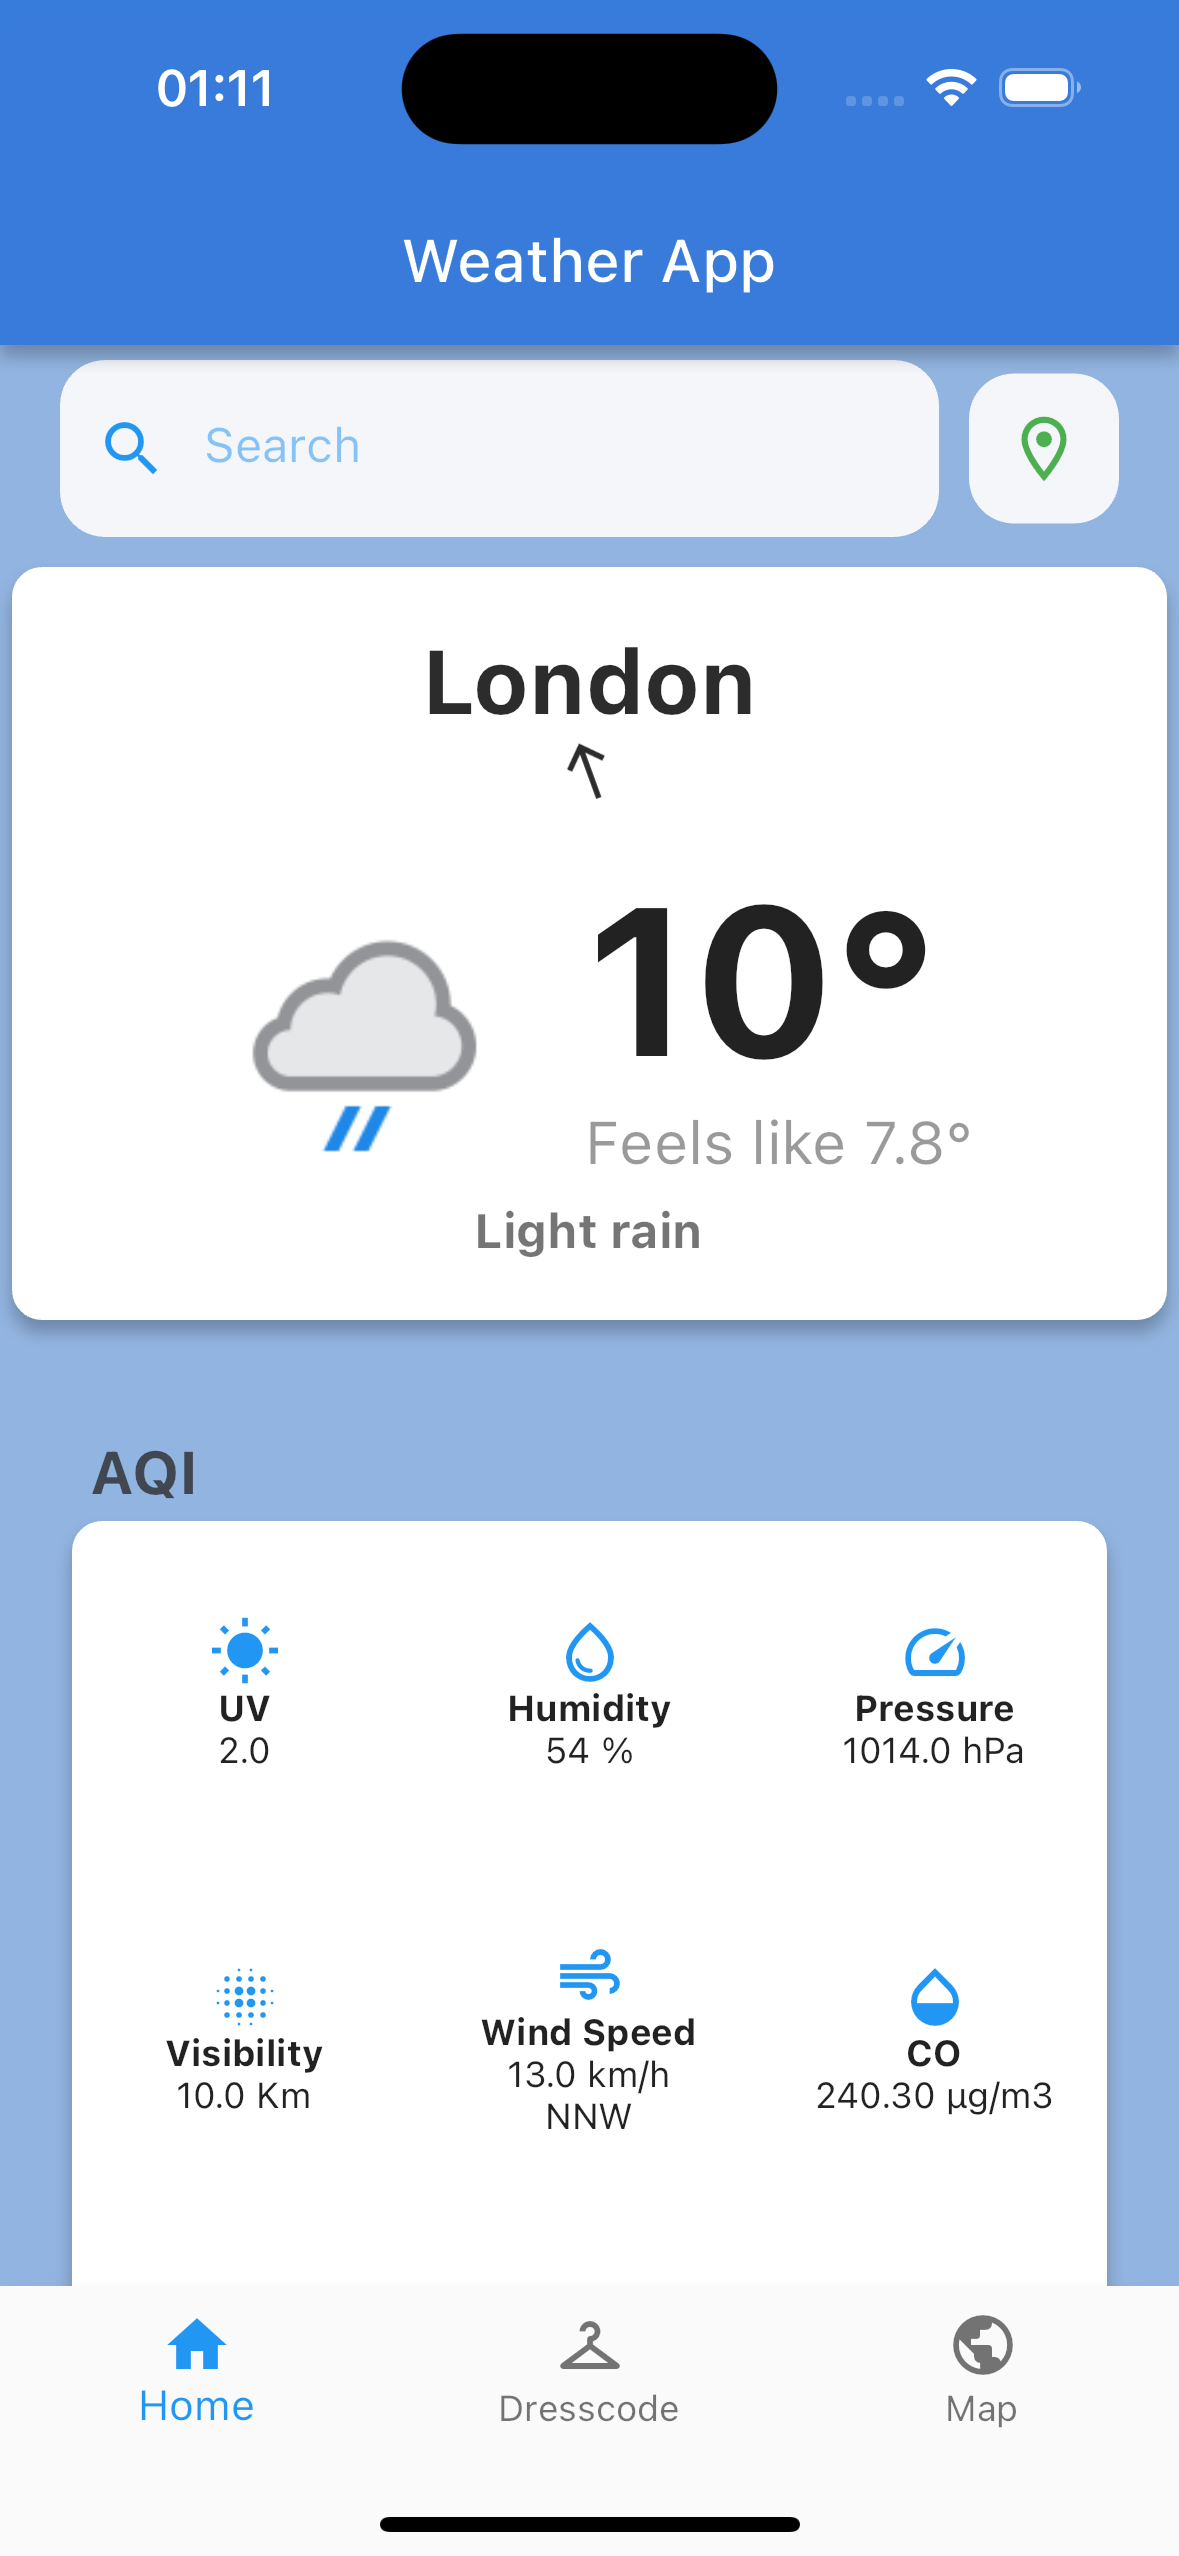 01:11
Weather App
Search
London
10°
Feels like 7.8°
Light rain
AQI
UV
2.0
Humidity
54 %
Pressure
1014.0 hPa
Visibility
10.0 Km
Wind Speed
13.0 km/h
NNW
CO
240.30 µg/m3
Home
Dresscode
Map